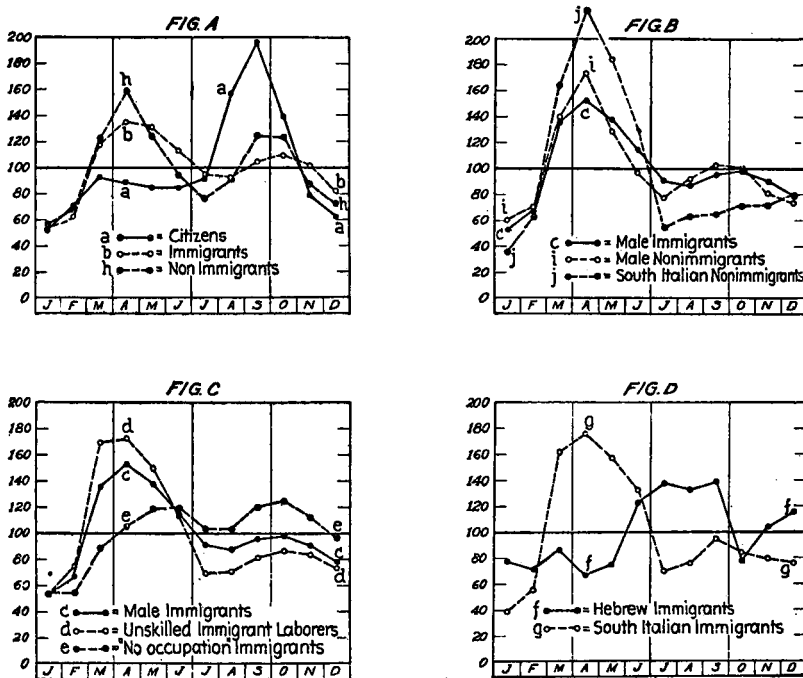 FIG. A
200
180
160
140
120
100
80
60
40
20
0
h
b
a
a
b
h
a
a = Citizens
b = Immigrants
h = Non Immigrants
J F M A M J J A S O N D
FIG. B
200
180
160
140
120
100
80
60
40
20
0
j
i
c
i
c
j
c = Male Immigrants
i = Male Nonimmigrants
j = South Italian Nonimmigrants
J F M A M J J A S O N D
FIG. C
200
180
160
140
120
100
80
60
40
20
0
d
c
e
e
c
d
c = Male Immigrants
d = Unskilled Immigrant Laborers
e = "No occupation" Immigrants
J F M A M J J A S O N D
FIG. D
200
180
160
140
120
100
80
60
40
20
0
g
f
f
g
f = Hebrew Immigrants
g = South Italian Immigrants
J F M A M J J A S O N D